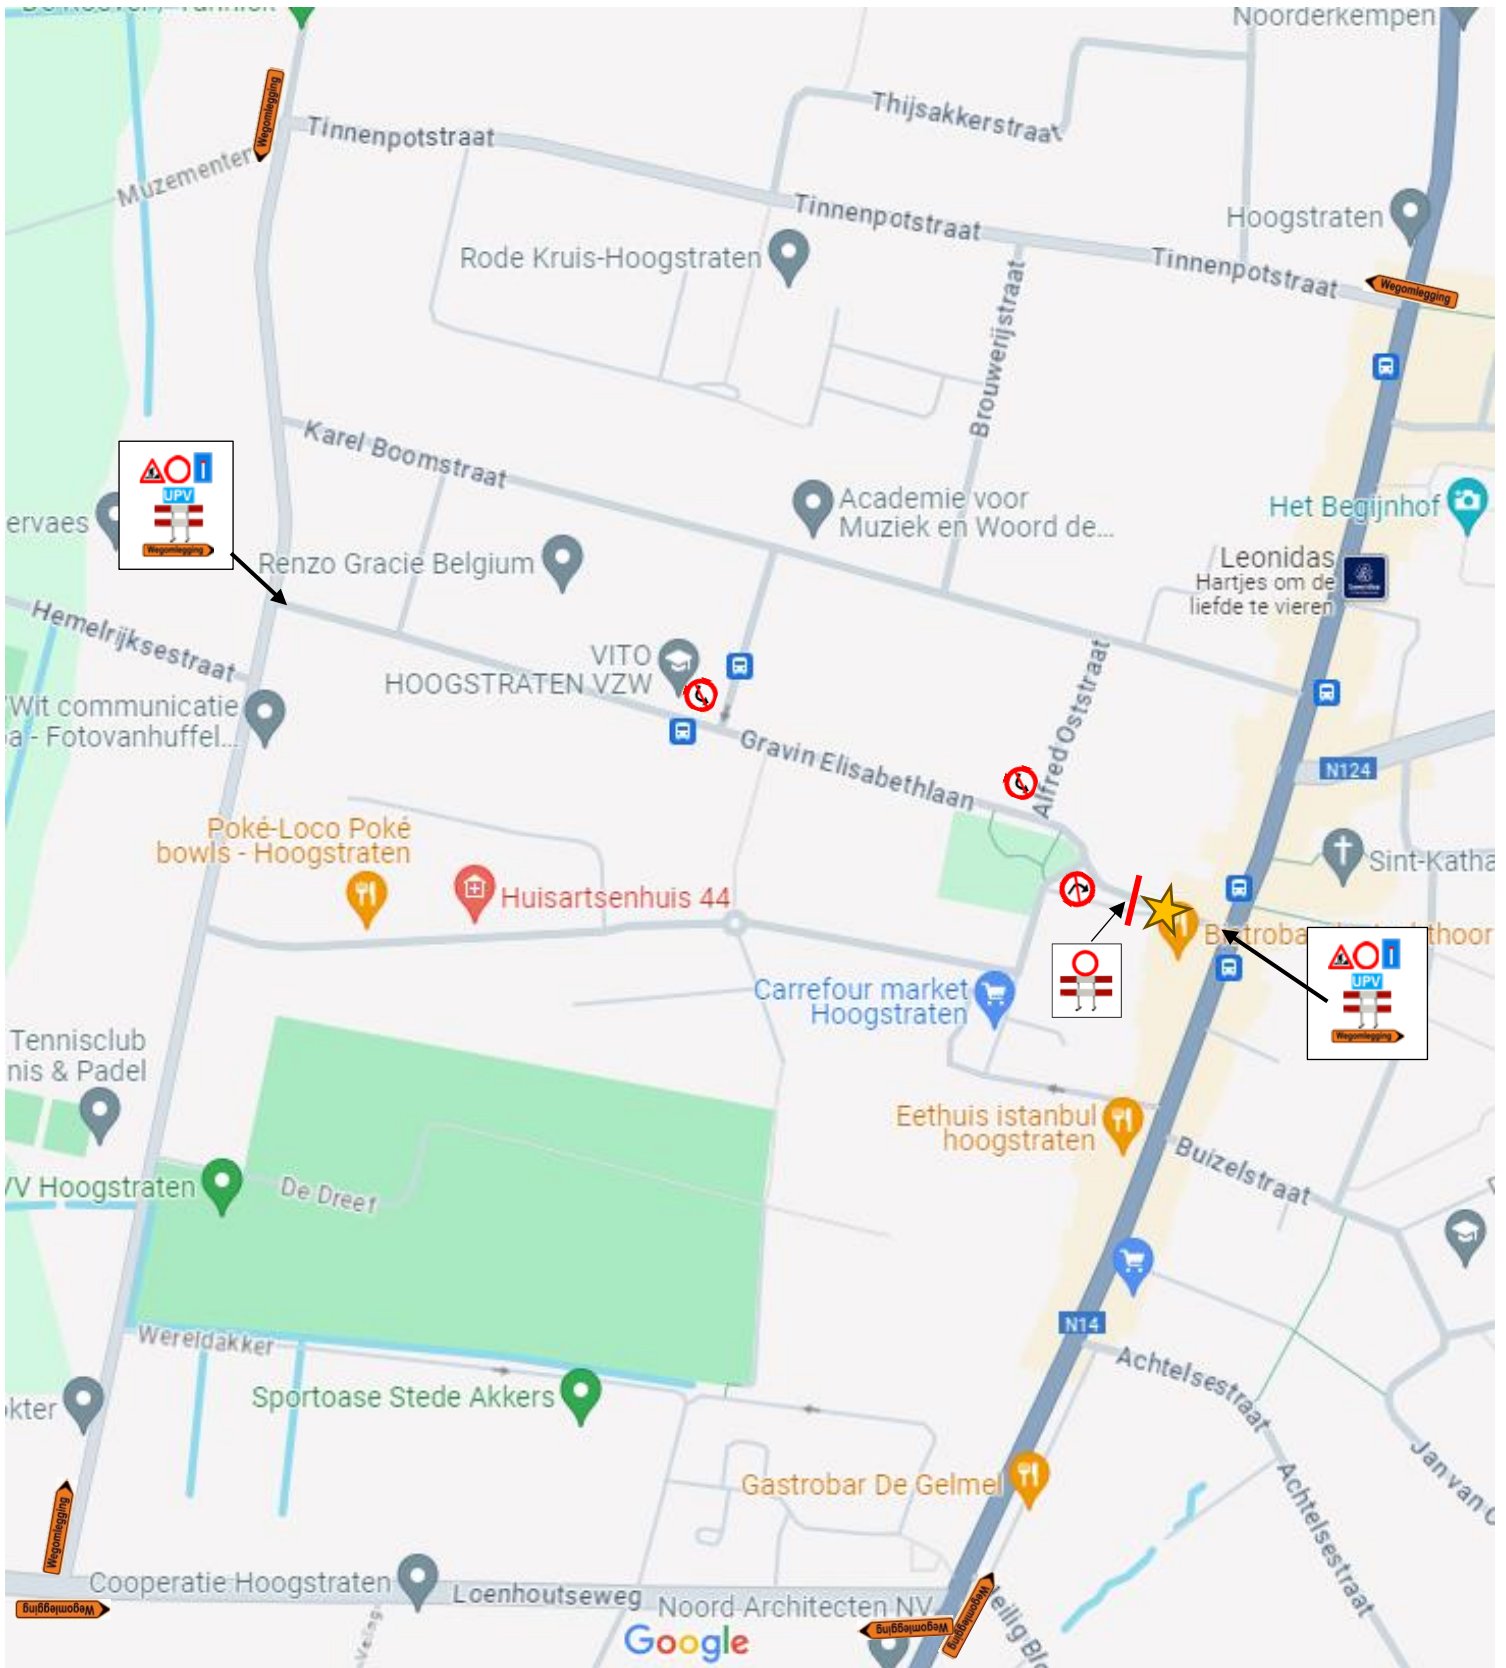 Noorderkempen
Wegomlegging
Thijsakkerstraat
Tinnenpotstraat
Muzementen
Tinnenpotstraat
Hoogstraten
Rode Kruis-Hoogstraten
Tinnenpotstraat
Wegomlegging
Brouwerijstraat
Karel Boomstraat
UPV
Wegomlegging
ervaes
Academie voor
Muziek en Woord de...
Het Begijnhof
Renzo Gracie Belgium
Leonidas
Hartjes om de
liefde te vieren
Hemelrijksestraat
VITO
HOOGSTRATEN VZW
Alfred Oststraat
Wit communicatie
a - Fotovanhuffel...
Gravin Elisabethlaan
N124
Poké-Loco Poké
bowls - Hoogstraten
Sint-Katha
Huisartsenhuis 44
thoor
Carrefour market
Hoogstraten
UPV
Wegomlegging
Tennisclub
nis & Padel
Eethuis istanbul
hoogstraten
Buizelstraat
VV Hoogstraten
De Dreef
N14
Wereldakker
Achtelsestraat
Sportoase Stede Akkers
kter
Jan van
Gastrobar De Gelmel
Achtelsestraat
Wegomlegging
Cooperatie Hoogstraten
Loenhoutseweg
Wegomlegging
Noord Architecten NV
Wegomlegging
Wegomlegging
eilig Blo
Veiling
Google